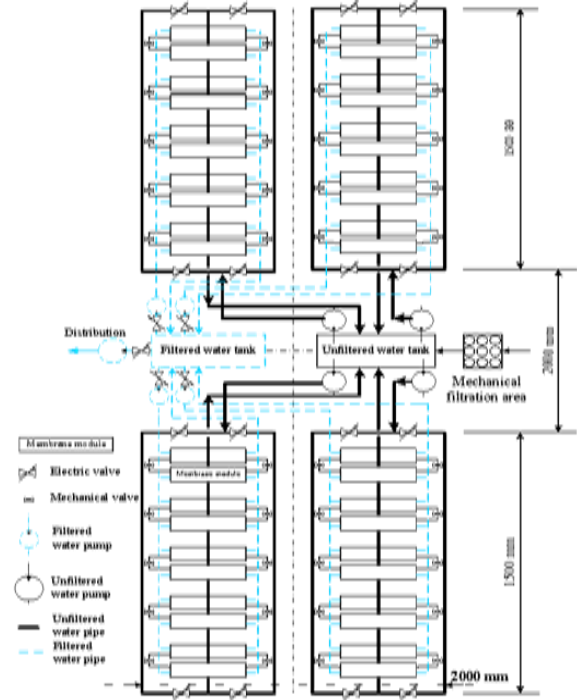 Distribution
Filtered water tank
Unfiltered water tank
Mechanical
filtration area
2000 mm
Membrane module
Membrane module
Electric valve
Mechanical valve
Filtered
water pump
Unfiltered
water pump
Unfiltered
water pipe
Filtered
water pipe
1500 mm
2000 mm